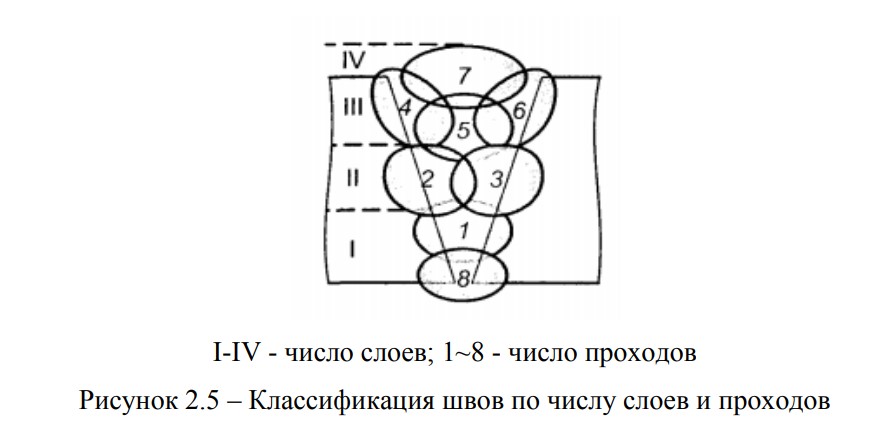 IV
7
III
4
6
5
II
2
3
1
I
8
I-IV - число слоев; 1~8 - число проходов
Рисунок 2.5 – Классификация швов по числу слоев и проходов